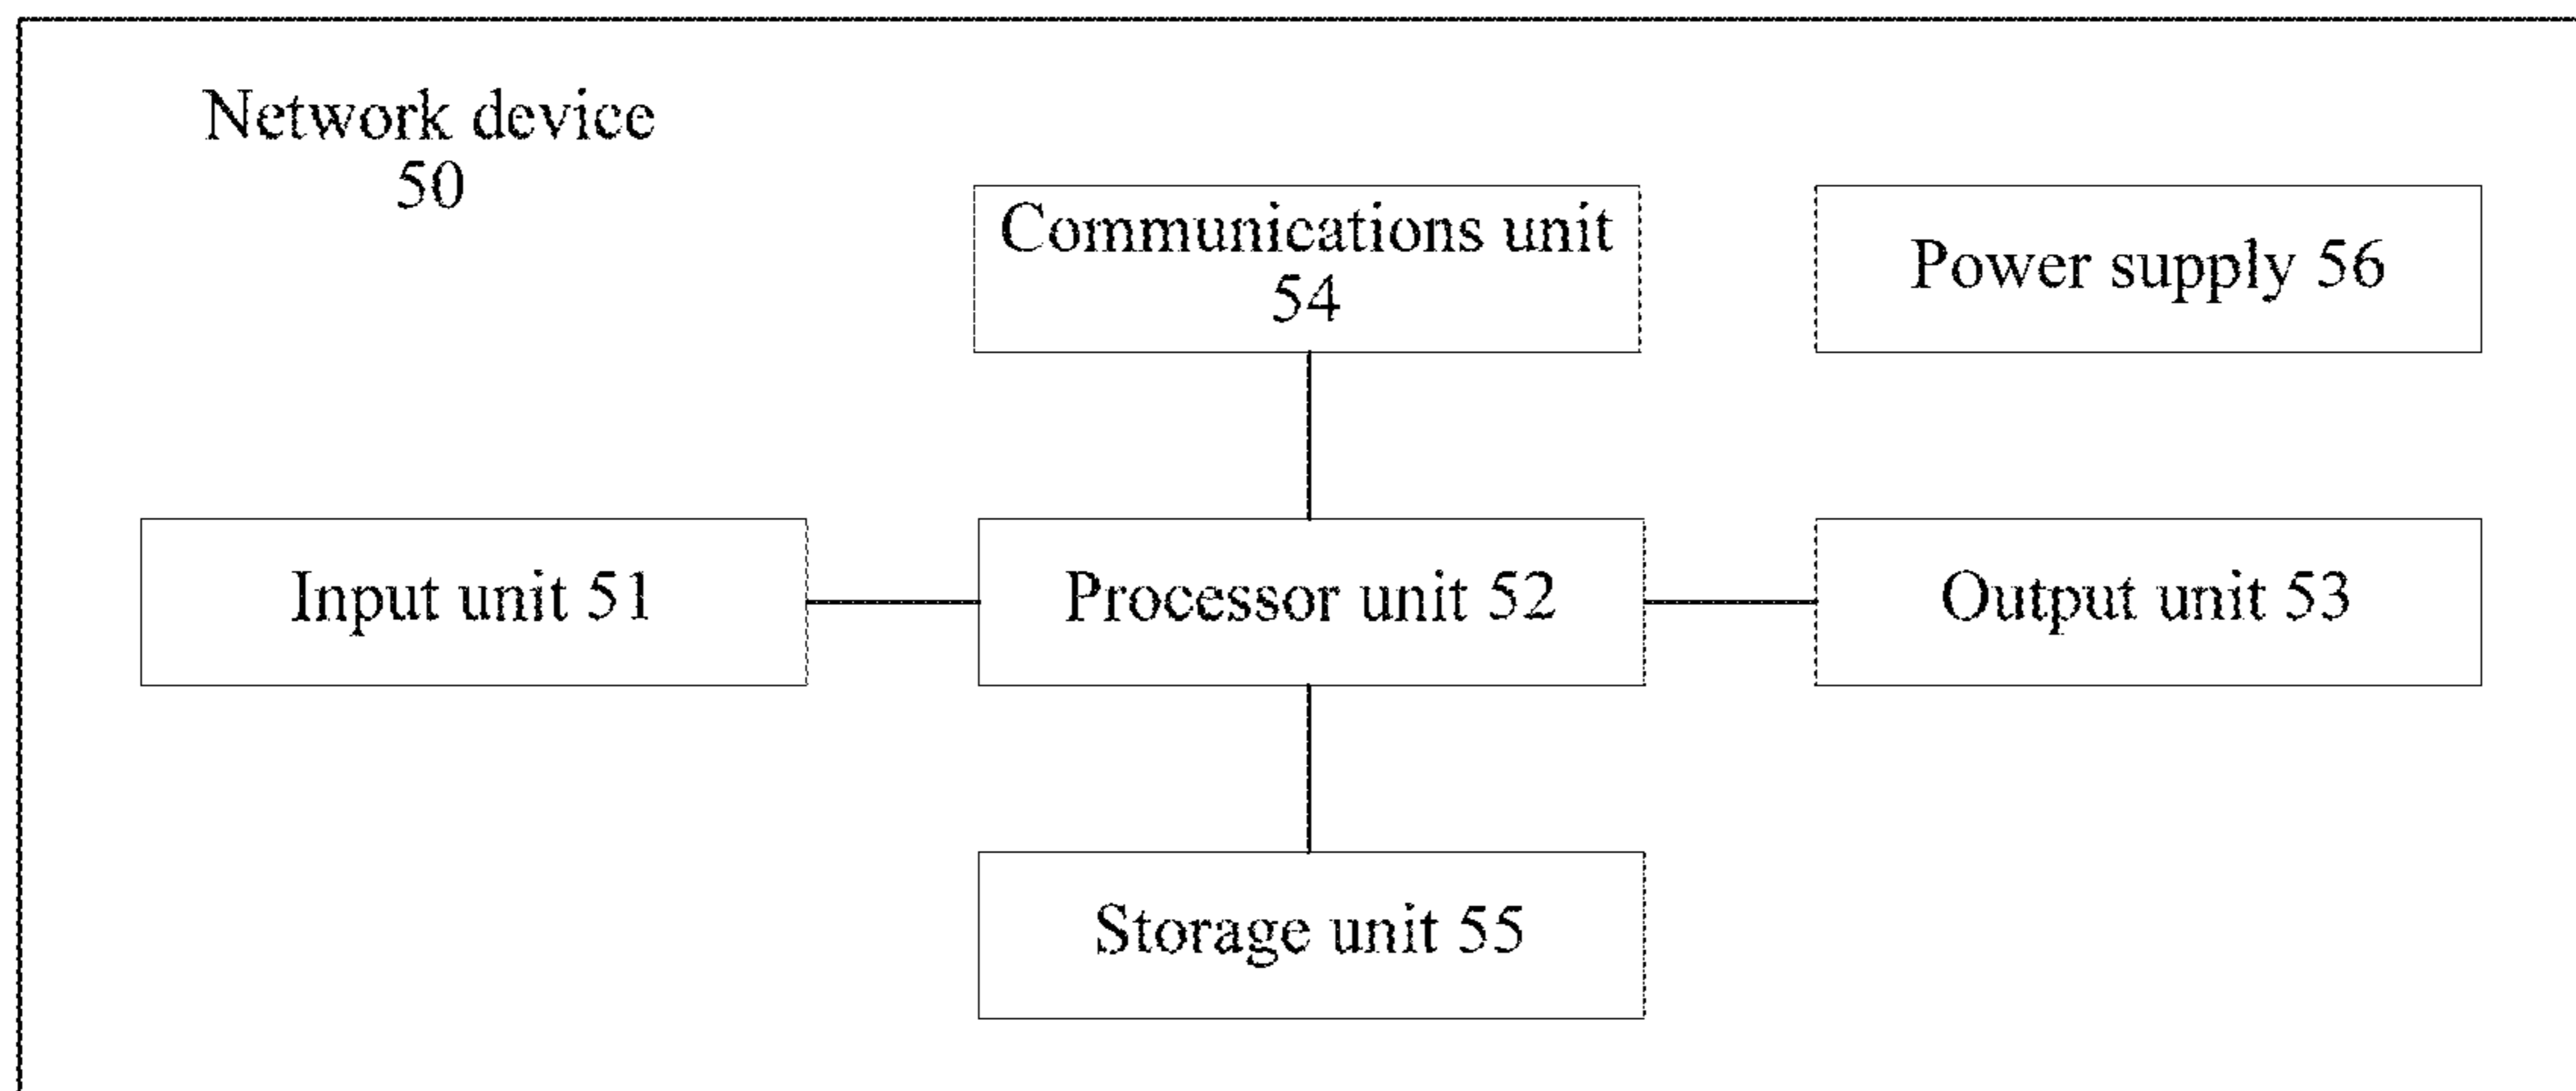 Network device
50
Communications unit
54
Power supply 56
Input unit 51
Processor unit 52
Output unit 53
Storage unit 55